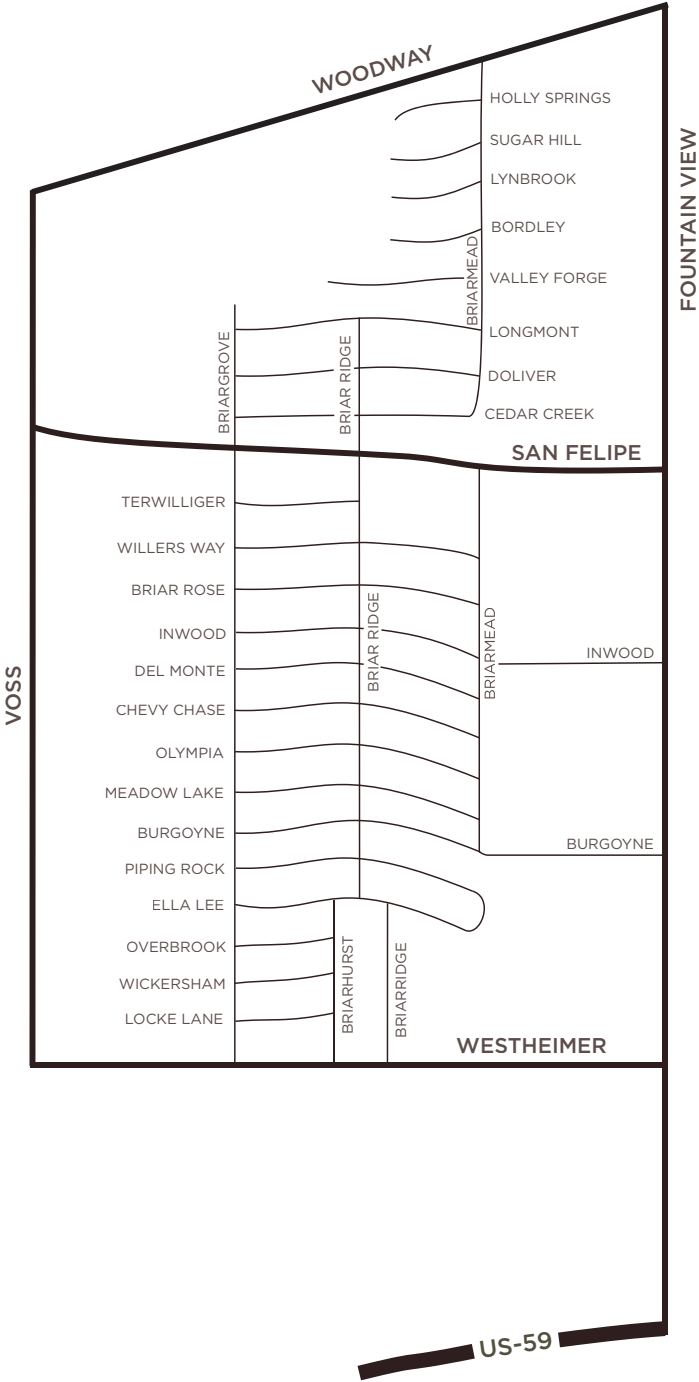 WOODWAY
HOLLY SPRINGS
SUGAR HILL
LYNBROOK
FOUNTAIN VIEW
BORDLEY
BRIARMEAD
VALLEY FORGE
LONGMONT
BRIARGROVE
BRIAR RIDGE
DOLIVER
CEDAR CREEK
SAN FELIPE
TERWILLIGER
WILLERS WAY
BRIAR ROSE
BRIAR RIDGE
BRIARMEAD
INWOOD
INWOOD
DEL MONTE
VOSS
CHEVY CHASE
OLYMPIA
MEADOW LAKE
BURGOYNE
BURGOYNE
PIPING ROCK
ELLA LEE
OVERBROOK
BRIARHURST
BRIARRIDGE
WICKERSHAM
LOCKE LANE
WESTHEIMER
US-59